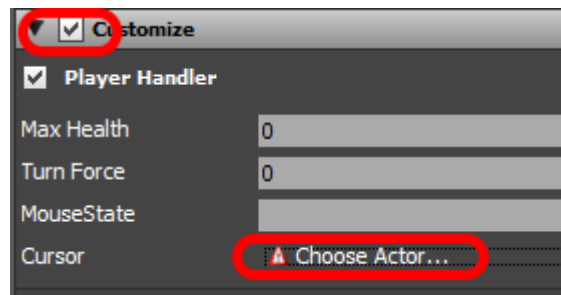 Customize
Player Handler
Max Health 0
Turn Force 0
MouseState
Cursor Choose Actor...